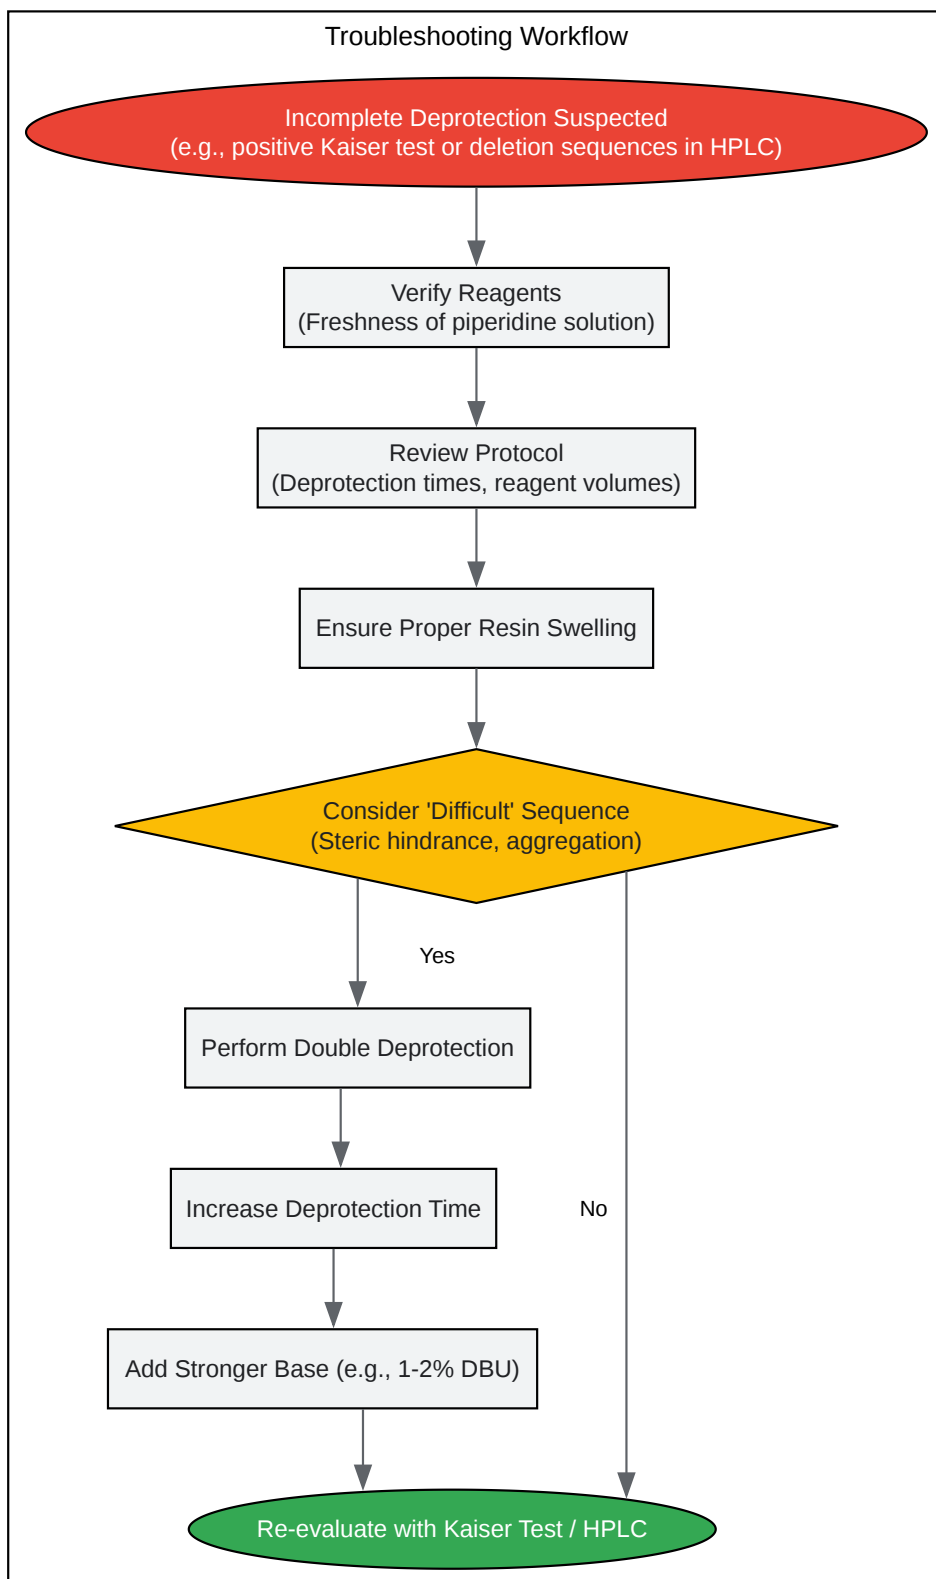 Troubleshooting Workflow
Incomplete Deprotection Suspected
(e.g., positive Kaiser test or deletion sequences in HPLC)
Verify Reagents
(Freshness of piperidine solution)
Review Protocol
(Deprotection times, reagent volumes)
Ensure Proper Resin Swelling
Consider 'Difficult' Sequence
(Steric hindrance, aggregation)
Yes
Perform Double Deprotection
Increase Deprotection Time
No
Add Stronger Base (e.g., 1-2% DBU)
Re-evaluate with Kaiser Test / HPLC